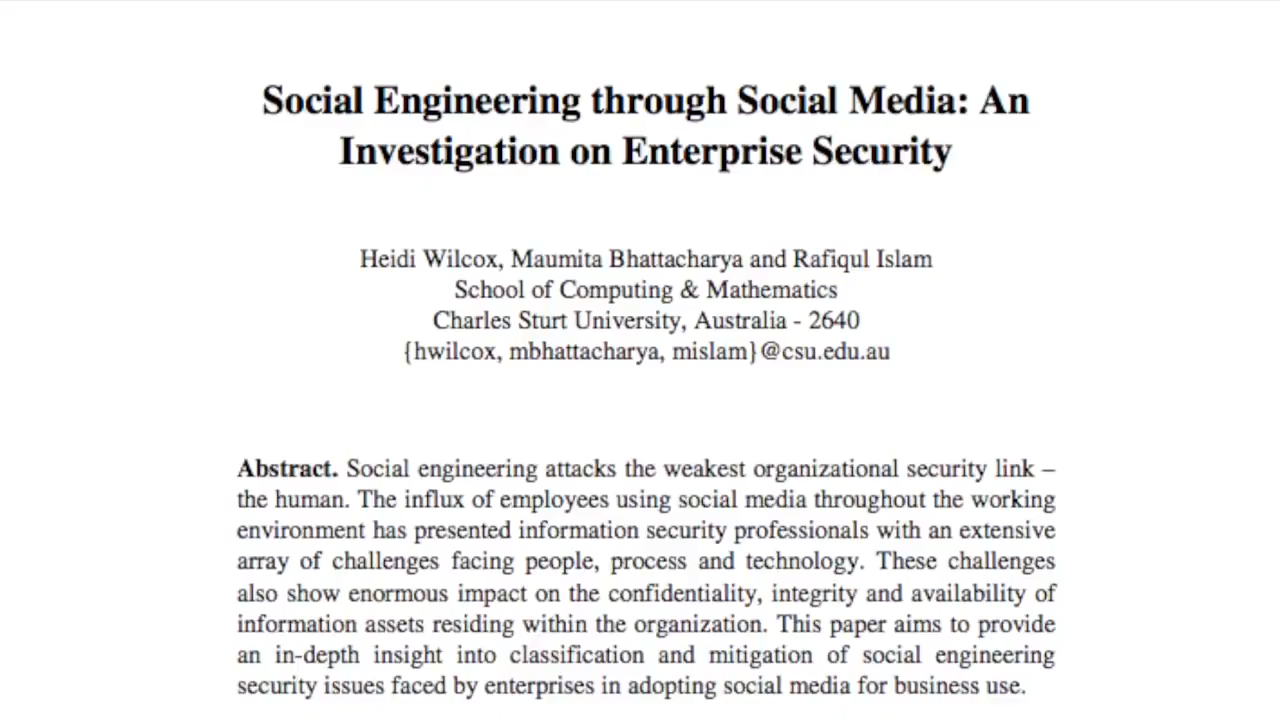 Social Engineering through Social Media: An
Investigation on Enterprise Security
Heidi Wilcox, Maumita Bhattacharya and Rafiqul Islam
School of Computing & Mathematics
Charles Sturt University, Australia - 2640
{hwilcox, mbhattacharya, mislam}@csu.edu.au
Abstract. Social engineering attacks the weakest organizational security link –
the human. The influx of employees using social media throughout the working
environment has presented information security professionals with an extensive
array of challenges facing people, process and technology. These challenges
also show enormous impact on the confidentiality, integrity and availability of
information assets residing within the organization. This paper aims to provide
an in-depth insight into classification and mitigation of social engineering
security issues faced by enterprises in adopting social media for business use.